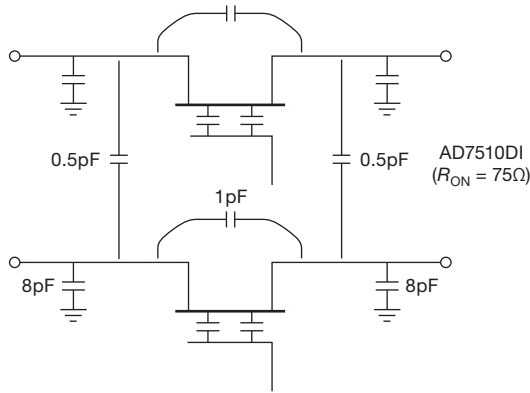 0.5pF
0.5pF
AD7510DI
(R_ON = 75Ω)
1pF
8pF
8pF